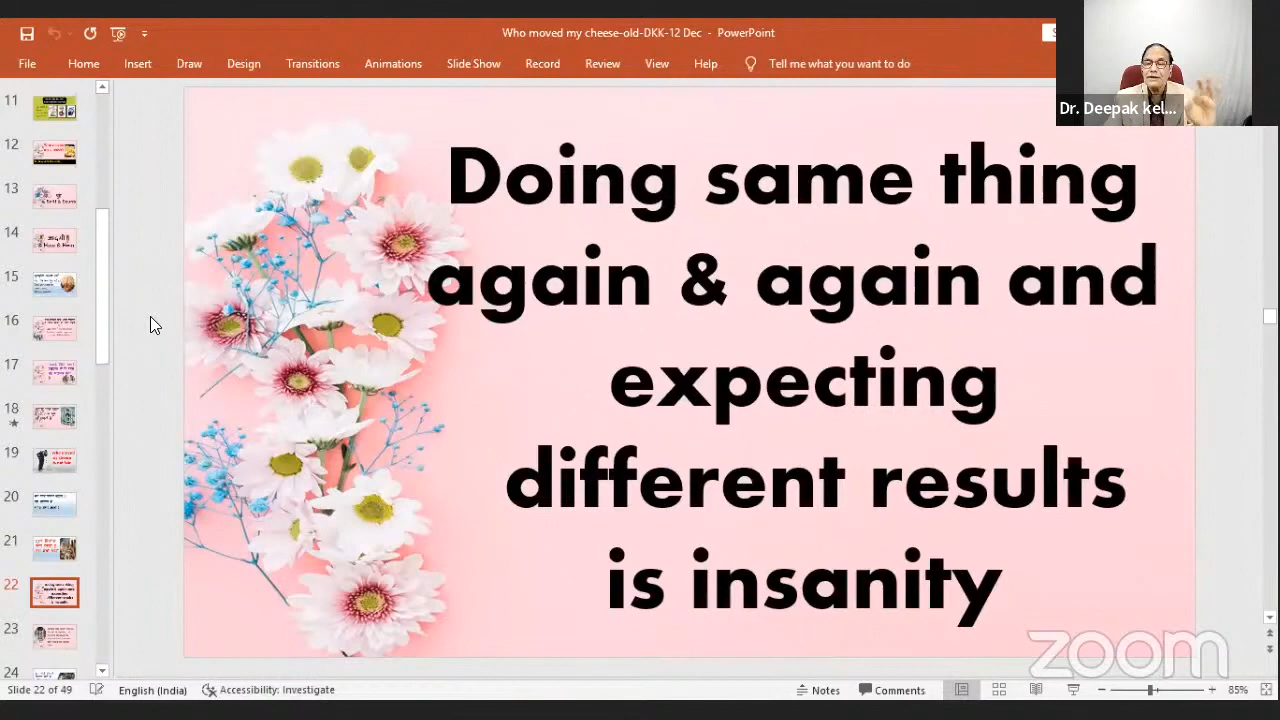 Who moved my cheese-old-DKK-12 Dec - PowerPoint
File Home Insert Draw Design Transitions Animations Slide Show Record Review View Help Tell me what you want to do
Dr. Deepak kel...
11
12
13
14
15
16
17
18
19
20
21
22
23
24
Doing same thing
again & again and
expecting
different results
is insanity
zoom
Slide 22 of 49 English (India) Accessibility: Investigate Notes Comments 85%